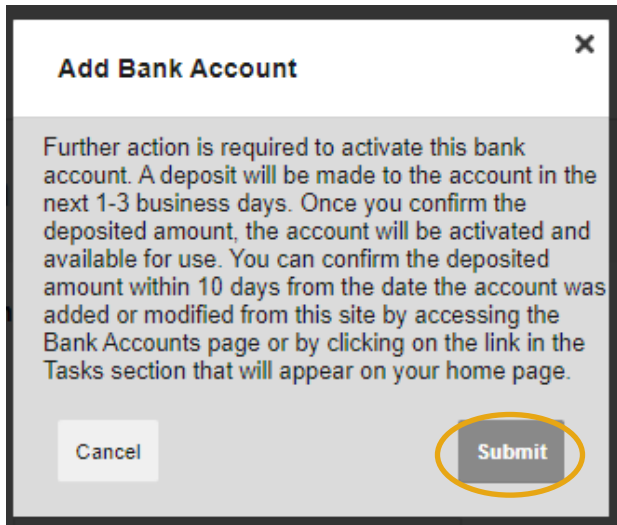 Add Bank Account
Further action is required to activate this bank
account. A deposit will be made to the account in the
next 1-3 business days. Once you confirm the
deposited amount, the account will be activated and
available for use. You can confirm the deposited
amount within 10 days from the date the account was
added or modified from this site by accessing the
Bank Accounts page or by clicking on the link in the
Tasks section that will appear on your home page.
Cancel
Submit